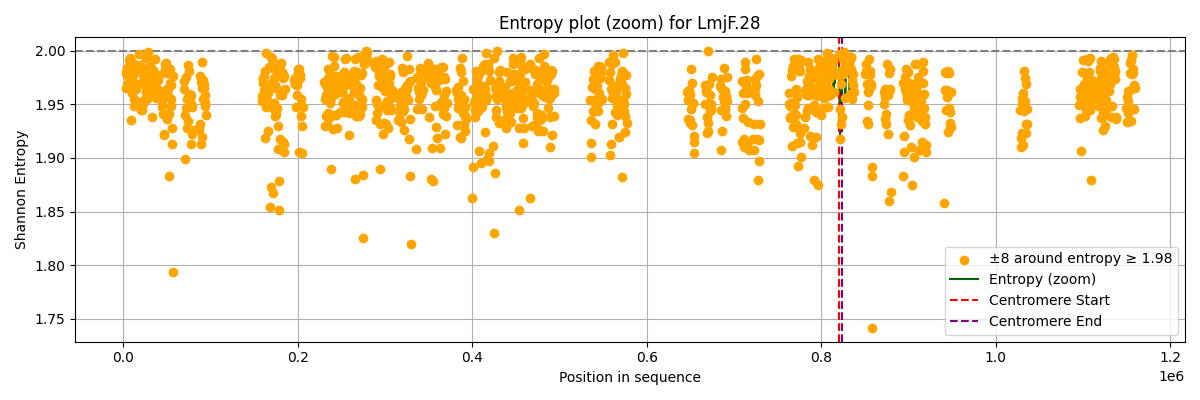 Entropy plot (zoom) for LmjF.28
Shannon Entropy
2.00
1.95
1.90
1.85
1.80
1.75
±8 around entropy ≥ 1.98
Entropy (zoom)
Centromere Start
Centromere End
0.0 0.2 0.4 0.6 0.8 1.0 1.2
1e6
Position in sequence